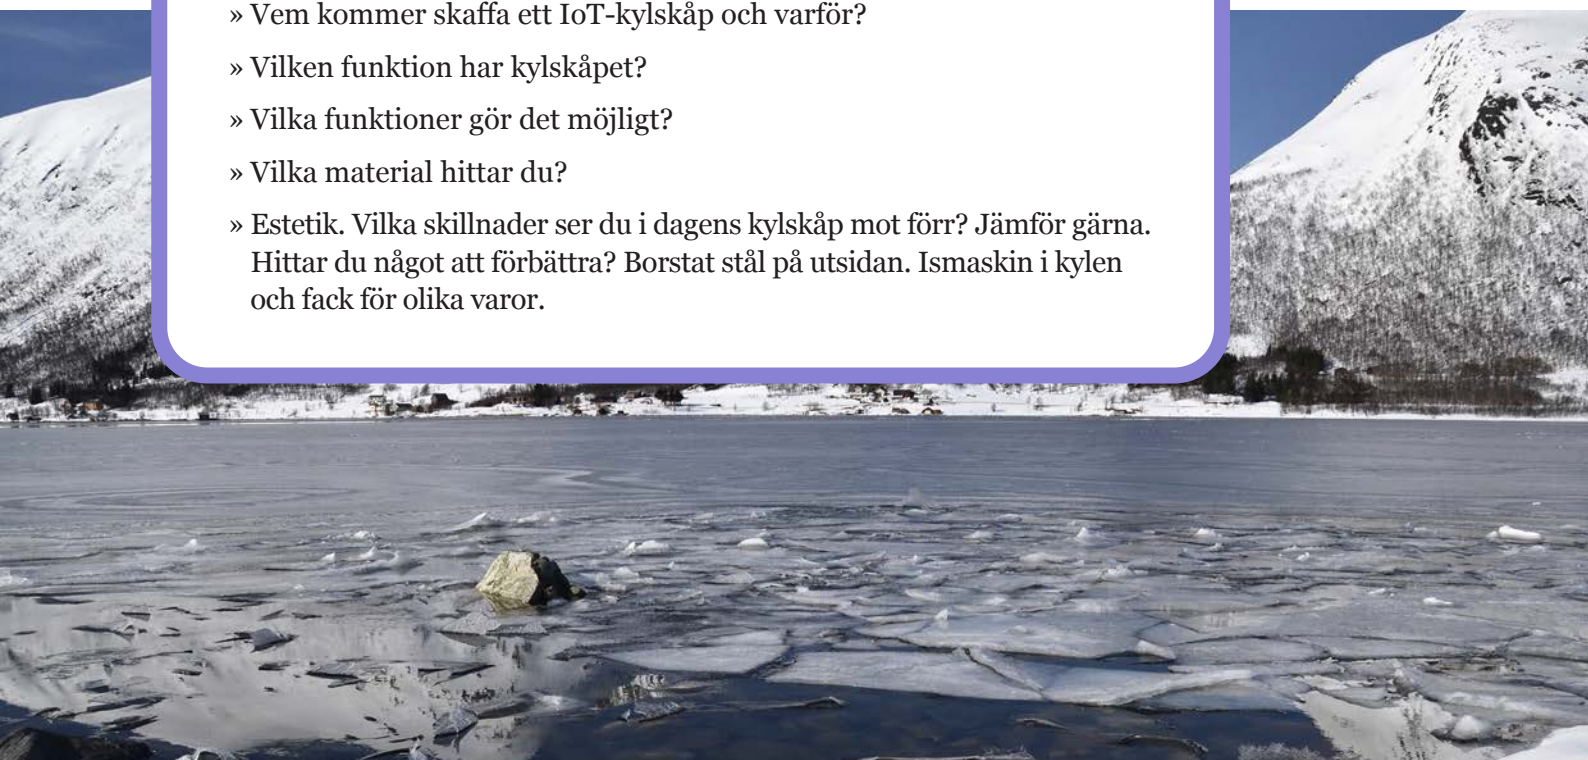 » Vem kommer skaffa ett IoT-kylskåp och varför?
» Vilken funktion har kylskåpet?
» Vilka funktioner gör det möjligt?
» Vilka material hittar du?
» Estetik. Vilka skillnader ser du i dagens kylskåp mot förr? Jämför gärna.
Hittar du något att förbättra? Borstat stål på utsidan. Ismaskin i kylen
och fack för olika varor.